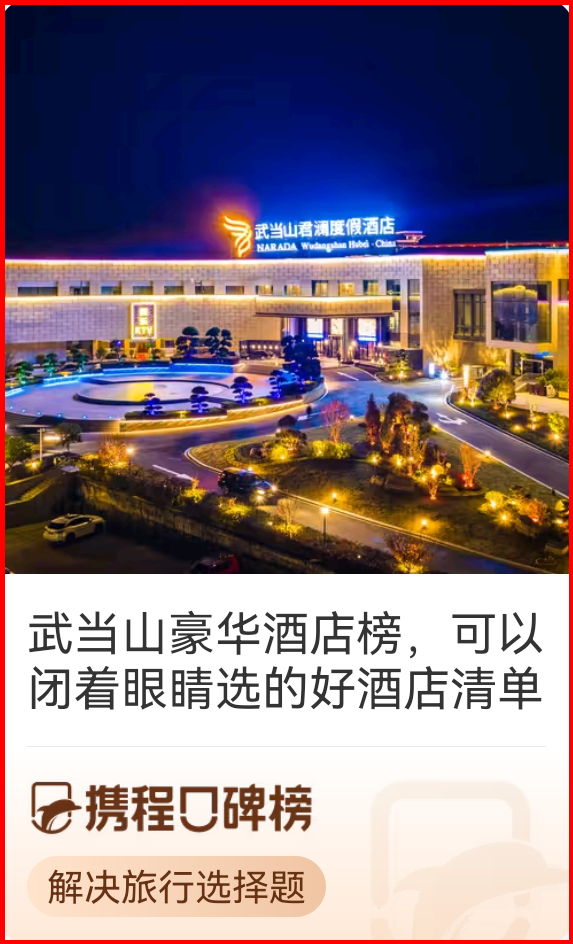 武当山君澜度假酒店
NARADA Wudangshan Hubei · China
KTV
武当山豪华酒店榜，可以
闭着眼睛选的好酒店清单
携程口碑榜
解决旅行选择题